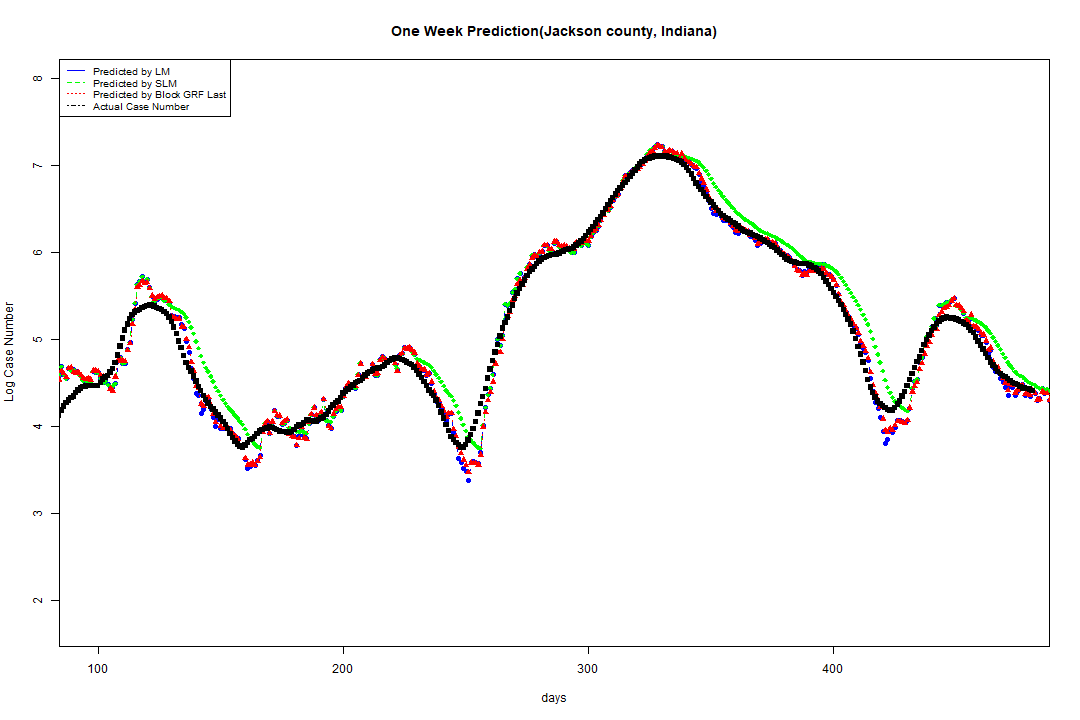 One Week Prediction(Jackson county, Indiana)
Predicted by LM
Predicted by SLM
Predicted by Block GRF Last
Actual Case Number
8
7
6
5
4
3
2
Log Case Number
100 200 300 400
days